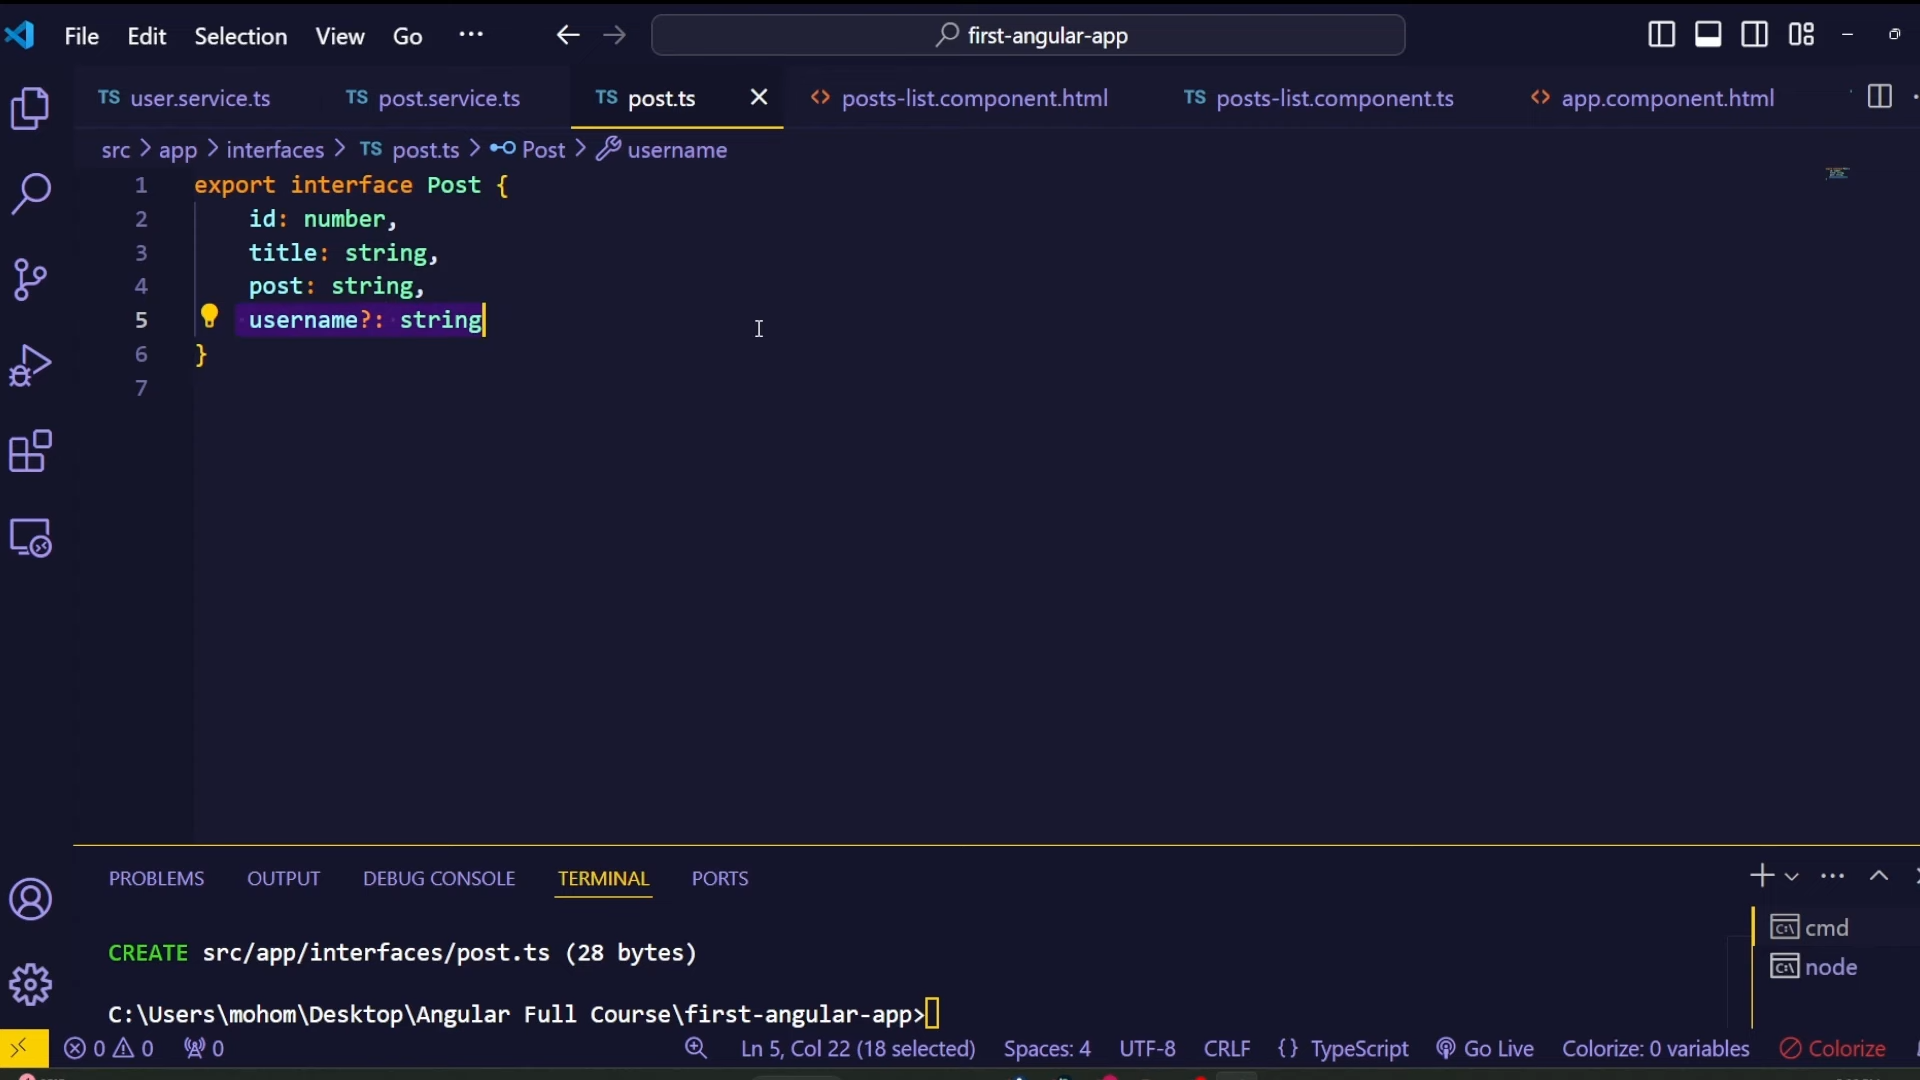 File Edit Selection View Go ··· first-angular-app
TS user.service.ts TS post.service.ts TS post.ts <> posts-list.component.html TS posts-list.component.ts <> app.component.html
src > app > interfaces > TS post.ts > Post > username
1 export interface Post {
2 id: number,
3 title: string,
4 post: string,
5 username?: string
6 }
7
PROBLEMS OUTPUT DEBUG CONSOLE TERMINAL PORTS
CREATE src/app/interfaces/post.ts (28 bytes)
cmd
node
C:\Users\mohom\Desktop\Angular Full Course\first-angular-app>
0 0 0 Ln 5, Col 22 (18 selected) Spaces: 4 UTF-8 CRLF {} TypeScript Go Live Colorize: 0 variables Colorize